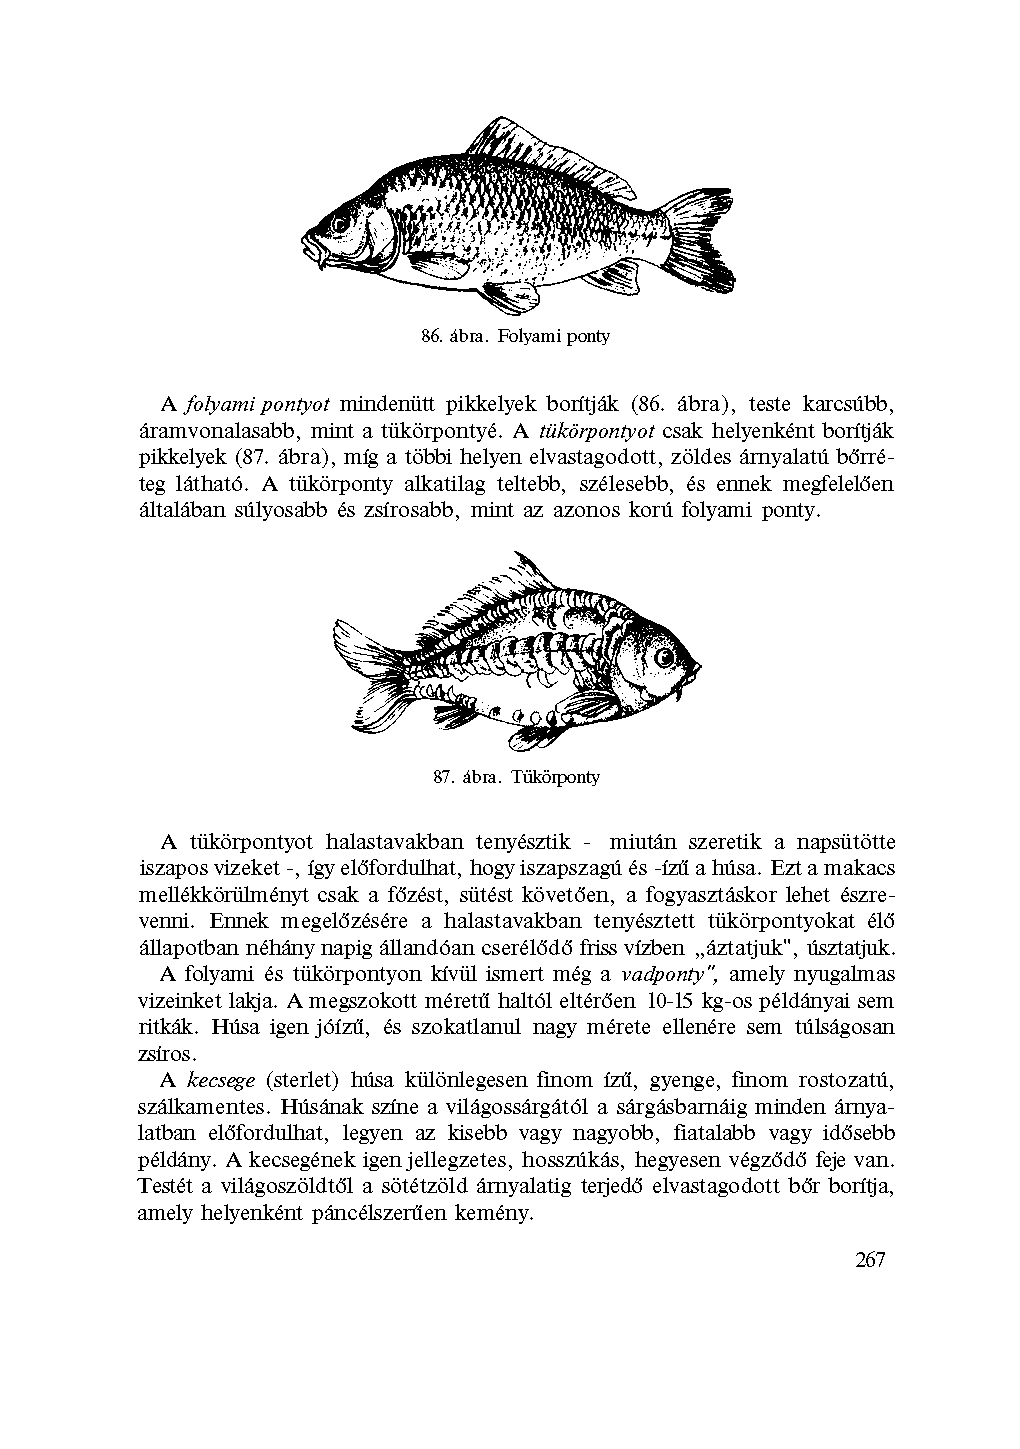 86. ábra. Folyami ponty
A folyami pontyot mindenütt pikkelyek borítják (86. ábra), teste karcsúbb,
áramvonalasabb, mint a tükörpontyé. A tükörpontyot csak helyenként borítják
pikkelyek (87. ábra), míg a többi helyen elvastagodott, zöldes árnyalatú bőrré-
teg látható. A tükörponty alkatilag teltebb, szélesebb, és ennek megfelelően
általában súlyosabb és zsírosabb, mint az azonos korú folyami ponty.
87. ábra. Tükörponty
A tükörpontyot halastavakban tenyésztik - miután szeretik a napsütötte
iszapos vizeket -, így előfordulhat, hogy iszapszagú és -ízű a húsa. Ezt a makacs
mellékkörülményt csak a főzést, sütést követően, a fogyasztáskor lehet észre-
venni. Ennek megelőzésére a halastavakban tenyésztett tükörpontyokat élő
állapotban néhány napig állandóan cserélődő friss vízben „áztatjuk", úsztatjuk.
A folyami és tükörpontyon kívül ismert még a vadponty", amely nyugalmas
vizeinket lakja. A megszokott méretű haltól eltérően 10-15 kg-os példányai sem
ritkák. Húsa igen jóízű, és szokatlanul nagy mérete ellenére sem túlságosan
zsíros.
A kecsege (sterlet) húsa különlegesen finom ízű, gyenge, finom rostozatú,
szálkamentes. Húsának színe a világossárgától a sárgásbarnáig minden árnya-
latban előfordulhat, legyen az kisebb vagy nagyobb, fiatalabb vagy idősebb
példány. A kecsegének igen jellegzetes, hosszúkás, hegyesen végződő feje van.
Testét a világoszöldtől a sötétzöld árnyalatig terjedő elvastagodott bőr borítja,
amely helyenként páncélszerűen kemény.
267